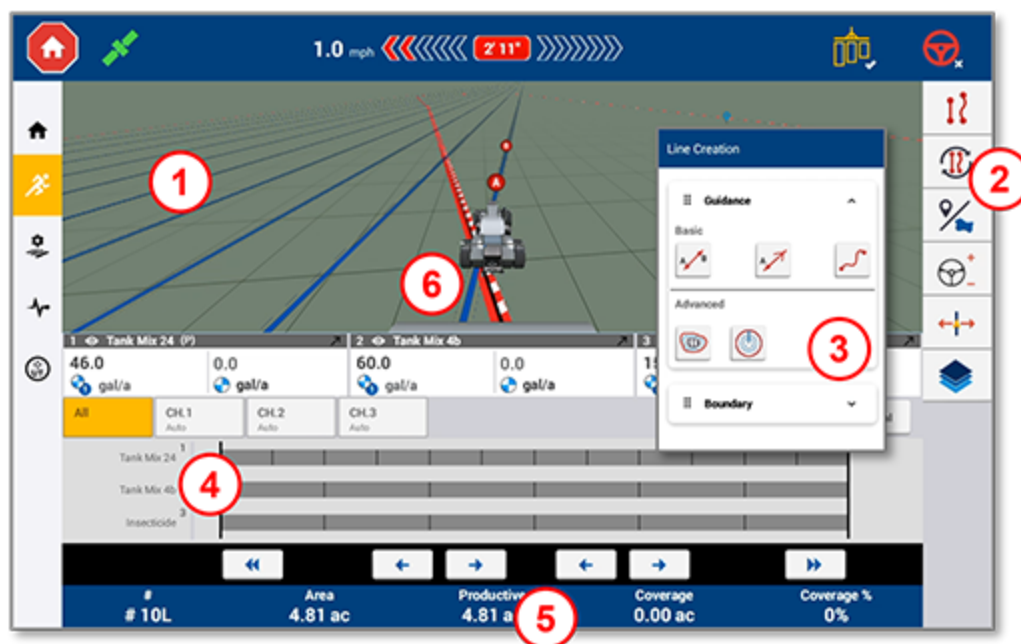 1.0 mph 2' 11"
1
2
6
A
Line Creation
Guidance
Basic
A B
A
Advanced
3
Boundary
1 Tank Mix 24 (P) 2 Tank Mix 4b 3
46.0 0.0 60.0 0.0
gal/a gal/a gal/a gal/a
All CH.1 CH.2 CH.3
Auto Auto Auto
Tank Mix 24 1
Tank Mix 4b
4
Insecticide 3
# Area Productive Coverage Coverage %
# 10L 4.81 ac 4.81 ac 0.00 ac 0%
5